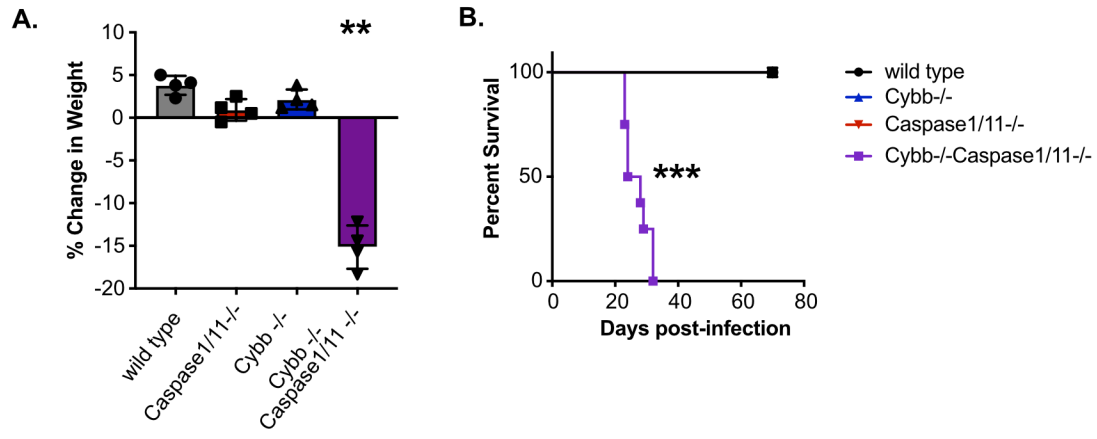 A.
**
10
5
0
-5
-10
-15
-20
% Change in Weight
wild type
Caspase1/11-/-
Cybb -/-
Cybb -/-
Caspase1/11 -/-
B.
100
50
0
Percent Survival
***
0 20 40 60 80
Days post-infection
wild type
Cybb-/-
Caspase1/11-/-
Cybb-/-Caspase1/11-/-